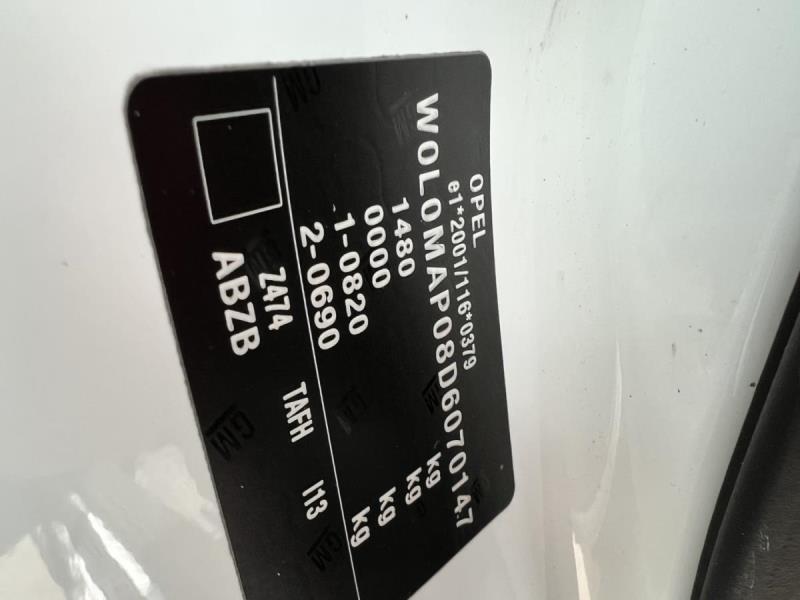 OPEL
e1*2001/116*0379
W0L0MAP08D6070147
1480 kg
0000 kg
1-0820 kg
2-0690 kg
Z474 TAFH I13
ABZB